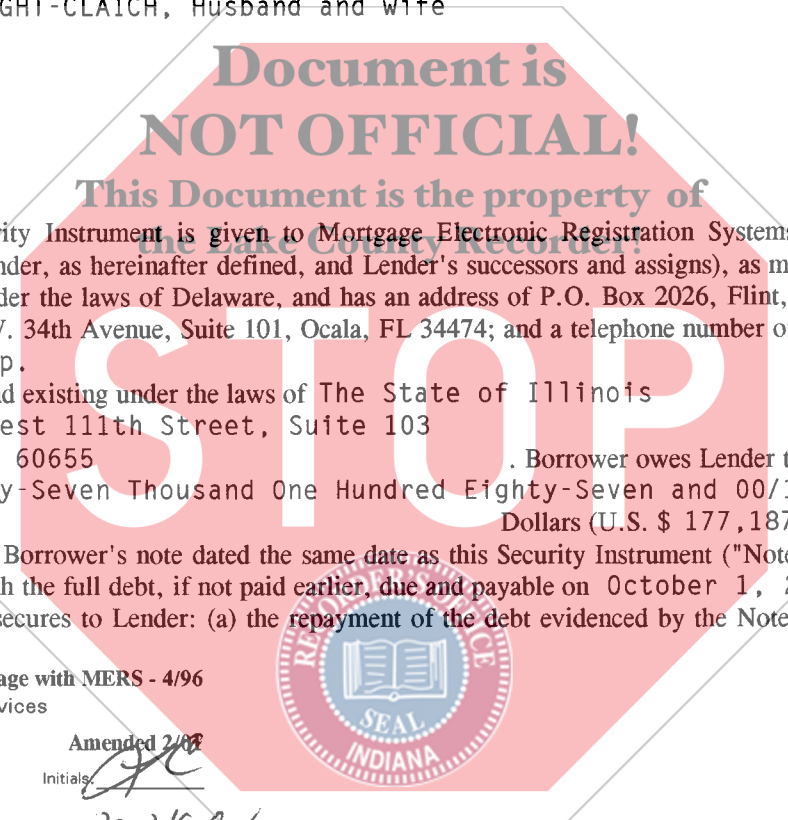 GHT-CLAICH, Husband and Wife
Document is
NOT OFFICIAL!
This Document is the property of
the Lake County Recorder!
rity Instrument is given to Mortgage Electronic Registration Systems
nder, as hereinafter defined, and Lender's successors and assigns), as m
der the laws of Delaware, and has an address of P.O. Box 2026, Flint,
W. 34th Avenue, Suite 101, Ocala, FL 34474; and a telephone number o
p.
d existing under the laws of The State of Illinois
est 111th Street, Suite 103
60655 . Borrower owes Lender t
y-Seven Thousand One Hundred Eighty-Seven and 00/1
Dollars (U.S. $ 177,187
Borrower's note dated the same date as this Security Instrument ("Note
h the full debt, if not paid earlier, due and payable on October 1, 2
secures to Lender: (a) the repayment of the debt evidenced by the Note
STOP
RECORDER'S OFFICE
SEAL
INDIANA
age with MERS - 4/96
vices
Amended 2/01
Initials: